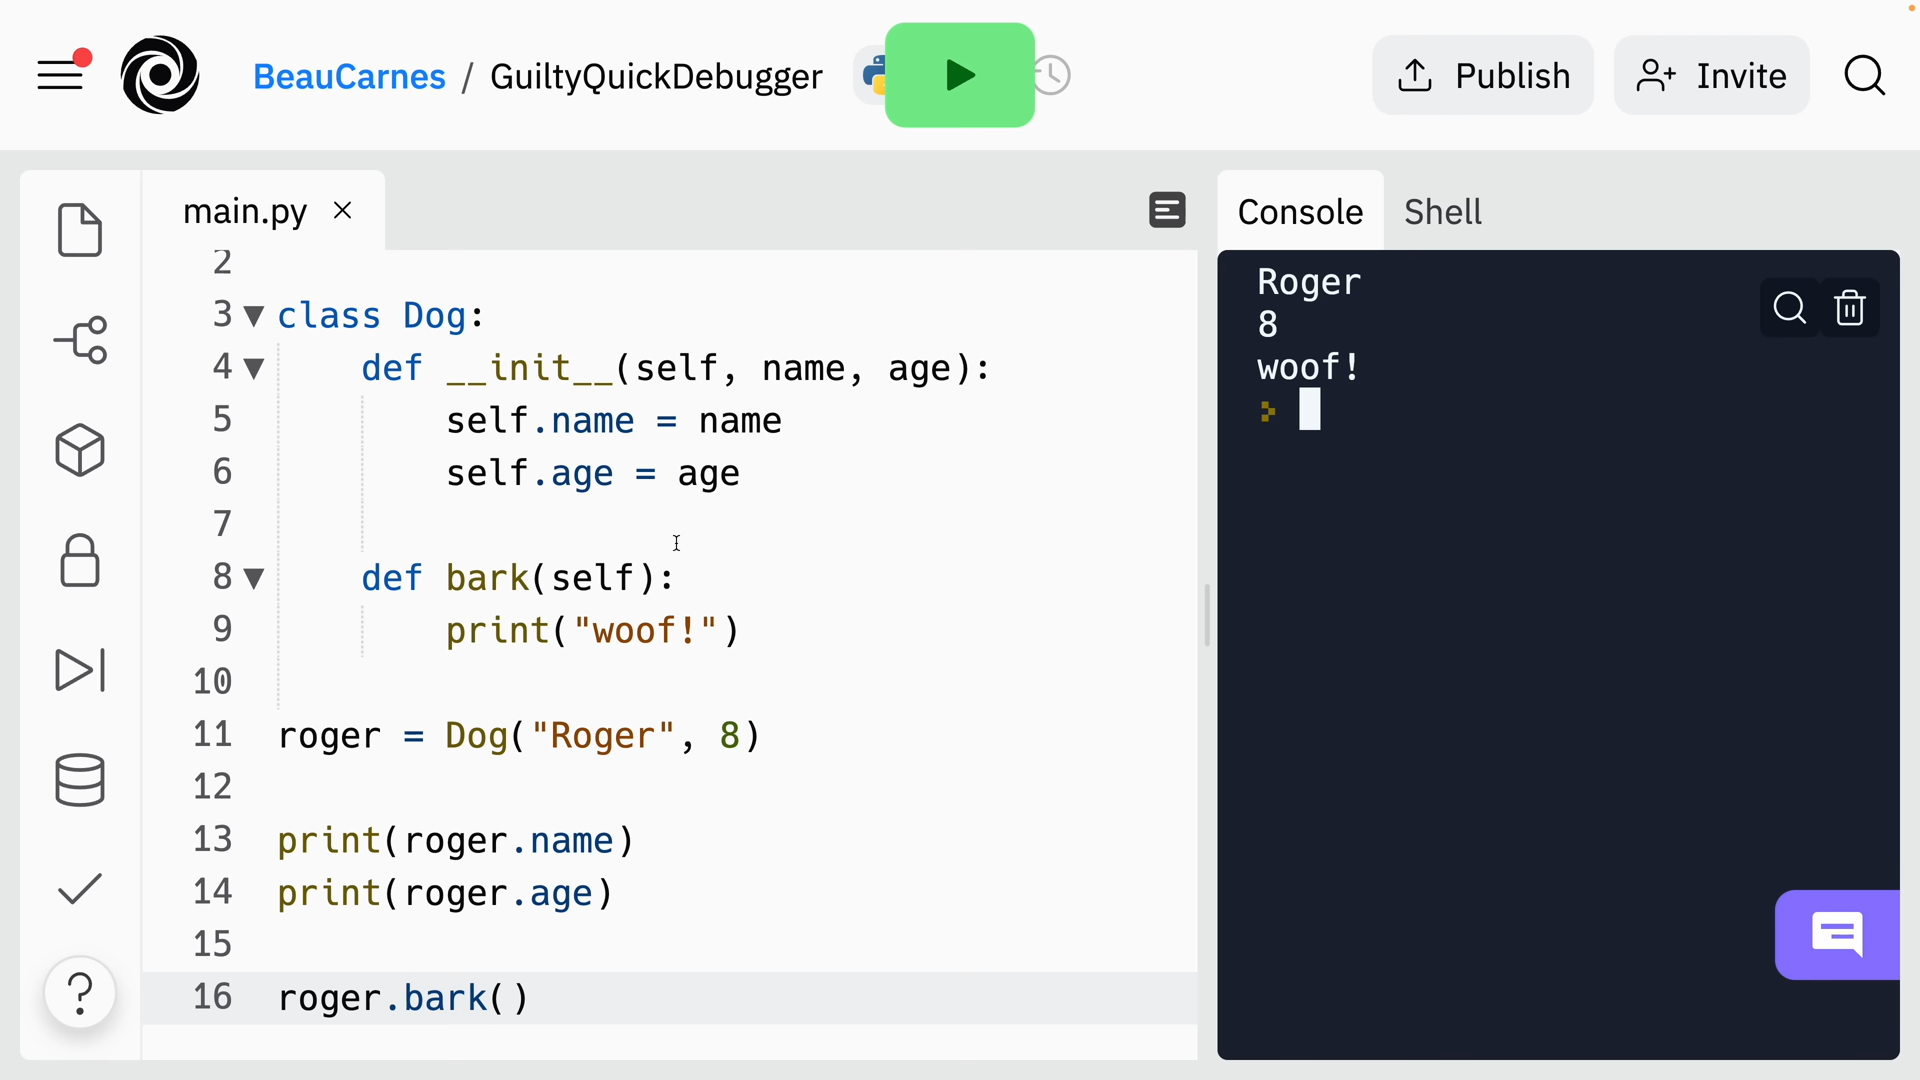 BeauCarnes / GuiltyQuickDebugger
Publish
Invite
main.py
Console
Shell
2
3 class Dog:
4     def __init__(self, name, age):
5         self.name = name
6         self.age = age
7
8     def bark(self):
9         print("woof!")
10
11 roger = Dog("Roger", 8)
12
13 print(roger.name)
14 print(roger.age)
15
16 roger.bark()
Roger
8
woof!
?